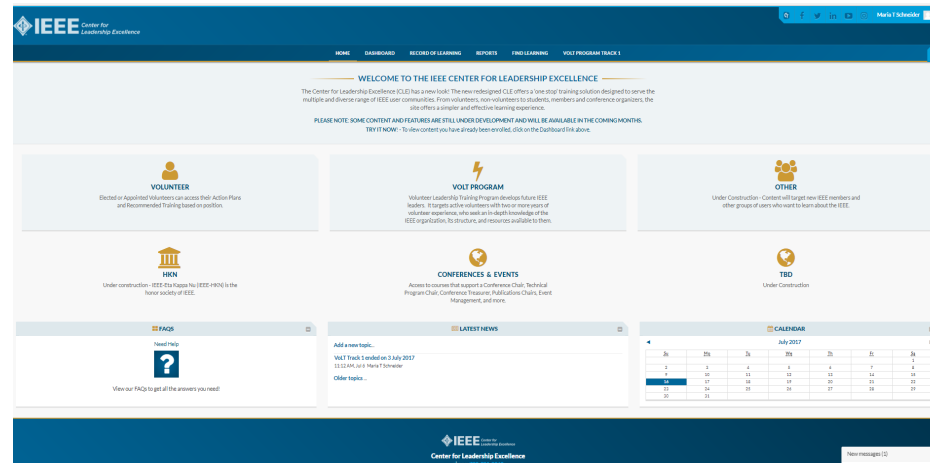 Maria T Schneider
IEEE Center for
Leadership Excellence
HOME DASHBOARD RECORD OF LEARNING REPORTS FIND LEARNING VOLT PROGRAM TRACK 1
WELCOME TO THE IEEE CENTER FOR LEADERSHIP EXCELLENCE
The Center for Leadership Excellence (CLE) has a new look! The new redesigned CLE offers a 'one stop' training solution designed to serve the
multiple and diverse range of IEEE user communities. From volunteers, non-volunteers to students, members and conference organizers, the
site offers a simpler and effective learning experience.
PLEASE NOTE: SOME CONTENT AND FEATURES ARE STILL UNDER DEVELOPMENT AND WILL BE AVAILABLE IN THE COMING MONTHS.
TRY IT NOW! - To view content you have already been enrolled, click on the Dashboard link above.
VOLUNTEER
Elected or Appointed Volunteers can access their Action Plans
and Recommended Training based on position.
VOLT PROGRAM
Volunteer Leadership Training Program develops future IEEE
leaders. It targets active volunteers with two or more years of
volunteer experience, who seek an in-depth knowledge of the
IEEE organization, its structure, and resources available to them.
OTHER
Under Construction - Content will target new IEEE members and
other groups of users who want to learn about the IEEE.
HKN
Under construction - IEEE-Eta Kappa Nu (IEEE-HKN) is the
honor society of IEEE.
CONFERENCES & EVENTS
Access to courses that support a Conference Chair, Technical
Program Chair, Conference Treasurer, Publications Chairs, Event
Management, and more.
TBD
Under Construction
FAQS
Need Help
?
View our FAQs to get all the answers you need!
LATEST NEWS
Add a new topic...
VoLT Track 1 ended on 3 July 2017
11:12 AM, Jul 6 Maria T Schneider
Older topics ...
CALENDAR
◄ July 2017
Su Mo Tu We Th Fr Sa
1
2 3 4 5 6 7 8
9 10 11 12 13 14 15
16 17 18 19 20 21 22
23 24 25 26 27 28 29
30 31
IEEE Center for
Leadership Excellence
Center for Leadership Excellence
New messages (1)